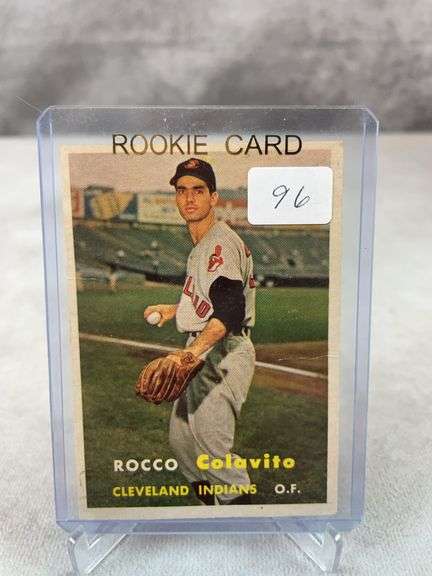 ROOKIE CARD
96
ROCCO Colavito
CLEVELAND INDIANS O.F.